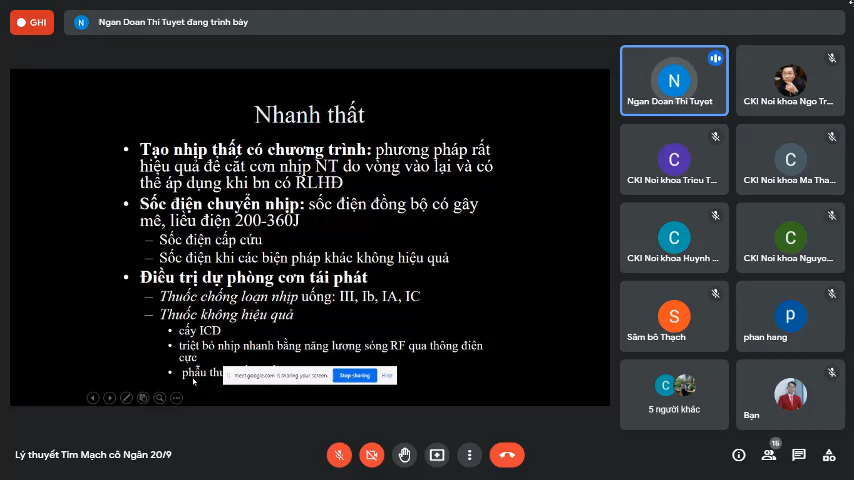 GHI
N
Ngan Doan Thi Tuyet đang trình bày
Nhanh thất
• Tạo nhịp thất có chương trình: phương pháp rất
hiệu quả để cắt cơn nhịp NT do vòng vào lại và có
thể áp dụng khi bn có RLHĐ
• Sốc điện chuyển nhịp: sốc điện đồng bộ có gây
mê, liều điện 200-360J
– Sốc điện cấp cứu
– Sốc điện khi các biện pháp khác không hiệu quả
• Điều trị dự phòng cơn tái phát
– Thuốc chống loạn nhịp uống: III, Ib, IA, IC
– Thuốc không hiệu quả
• cấy ICD
• triệt bỏ nhịp nhanh bằng năng lượng sóng RF qua thông điện
cực
• phẫu
meet.google.com is sharing your screen.
Stop sharing
Hide
N
Ngan Doan Thi Tuyet
CKI Noi khoa Ngo Tr...
C
CKI Noi khoa Trieu T...
C
CKI Noi khoa Ma Tha...
C
CKI Noi khoa Huynh ...
C
CKI Noi khoa Nguye...
S
Sâm bô Thạch
p
phan hang
C
5 người khác
Bạn
Lý thuyết Tim Mạch cô Ngân 20/9
15